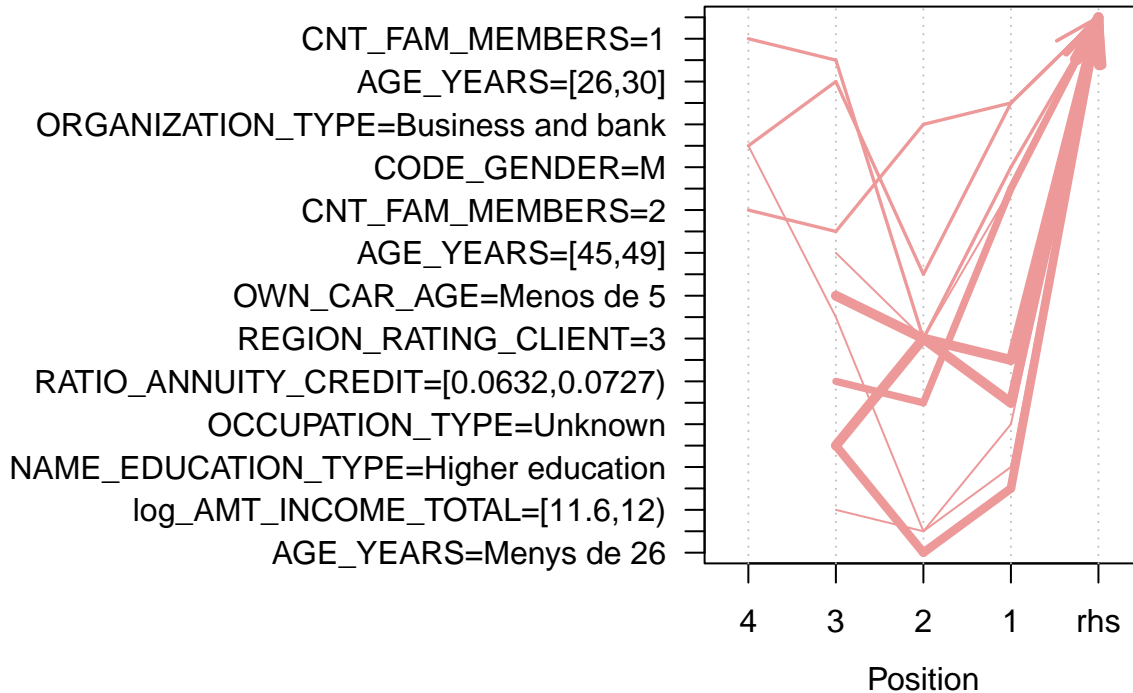 CNT_FAM_MEMBERS=1
AGE_YEARS=[26,30]
ORGANIZATION_TYPE=Business and bank
CODE_GENDER=M
CNT_FAM_MEMBERS=2
AGE_YEARS=[45,49]
OWN_CAR_AGE=Menos de 5
REGION_RATING_CLIENT=3
RATIO_ANNUITY_CREDIT=[0.0632,0.0727)
OCCUPATION_TYPE=Unknown
NAME_EDUCATION_TYPE=Higher education
log_AMT_INCOME_TOTAL=[11.6,12)
AGE_YEARS=Menys de 26
4 3 2 1 rhs
Position